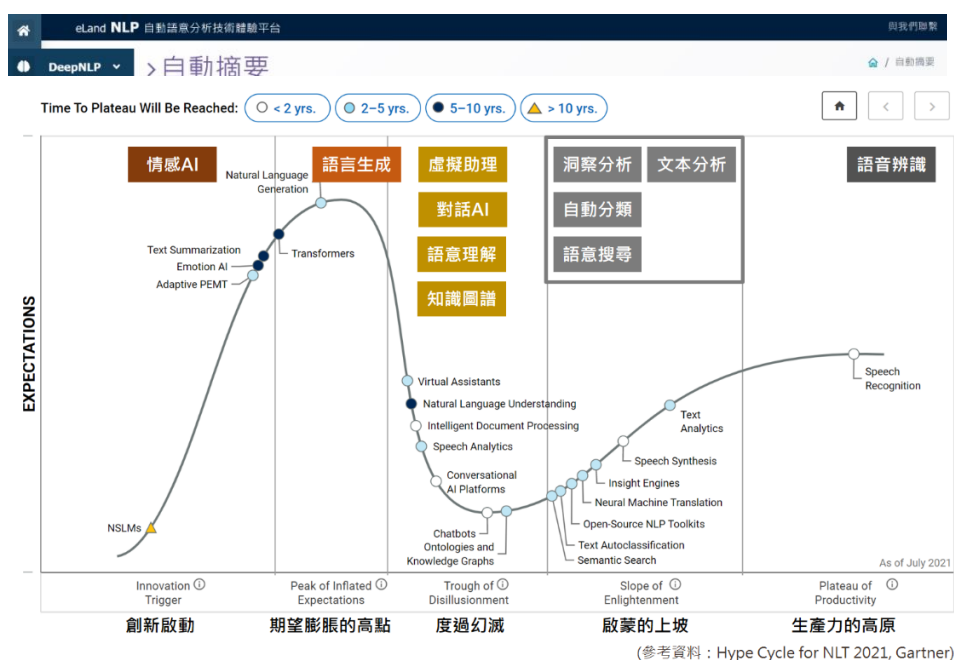 eLand NLP 自動語意分析技術體驗平台
與我們聯繫
DeepNLP
自動摘要
/ 自動摘要
Time To Plateau Will Be Reached:
< 2 yrs.
2–5 yrs.
5–10 yrs.
> 10 yrs.
情感AI
語言生成
虛擬助理
洞察分析
文本分析
語音辨識
對話AI
自動分類
語意理解
語意搜尋
知識圖譜
EXPECTATIONS
Natural Language
Generation
Text Summarization
Emotion AI
Adaptive PEMT
Transformers
NSLMs
Virtual Assistants
Natural Language Understanding
Intelligent Document Processing
Speech Analytics
Conversational
AI Platforms
Chatbots
Ontologies and
Knowledge Graphs
Speech
Recognition
Text
Analytics
Speech Synthesis
Insight Engines
Neural Machine Translation
Open-Source NLP Toolkits
Text Autoclassification
Semantic Search
As of July 2021
Innovation
Trigger
Peak of Inflated
Expectations
Trough of
Disillusionment
Slope of
Enlightenment
Plateau of
Productivity
創新啟動
期望膨脹的高點
度過幻滅
啟蒙的上坡
生產力的高原
(參考資料：Hype Cycle for NLT 2021, Gartner)